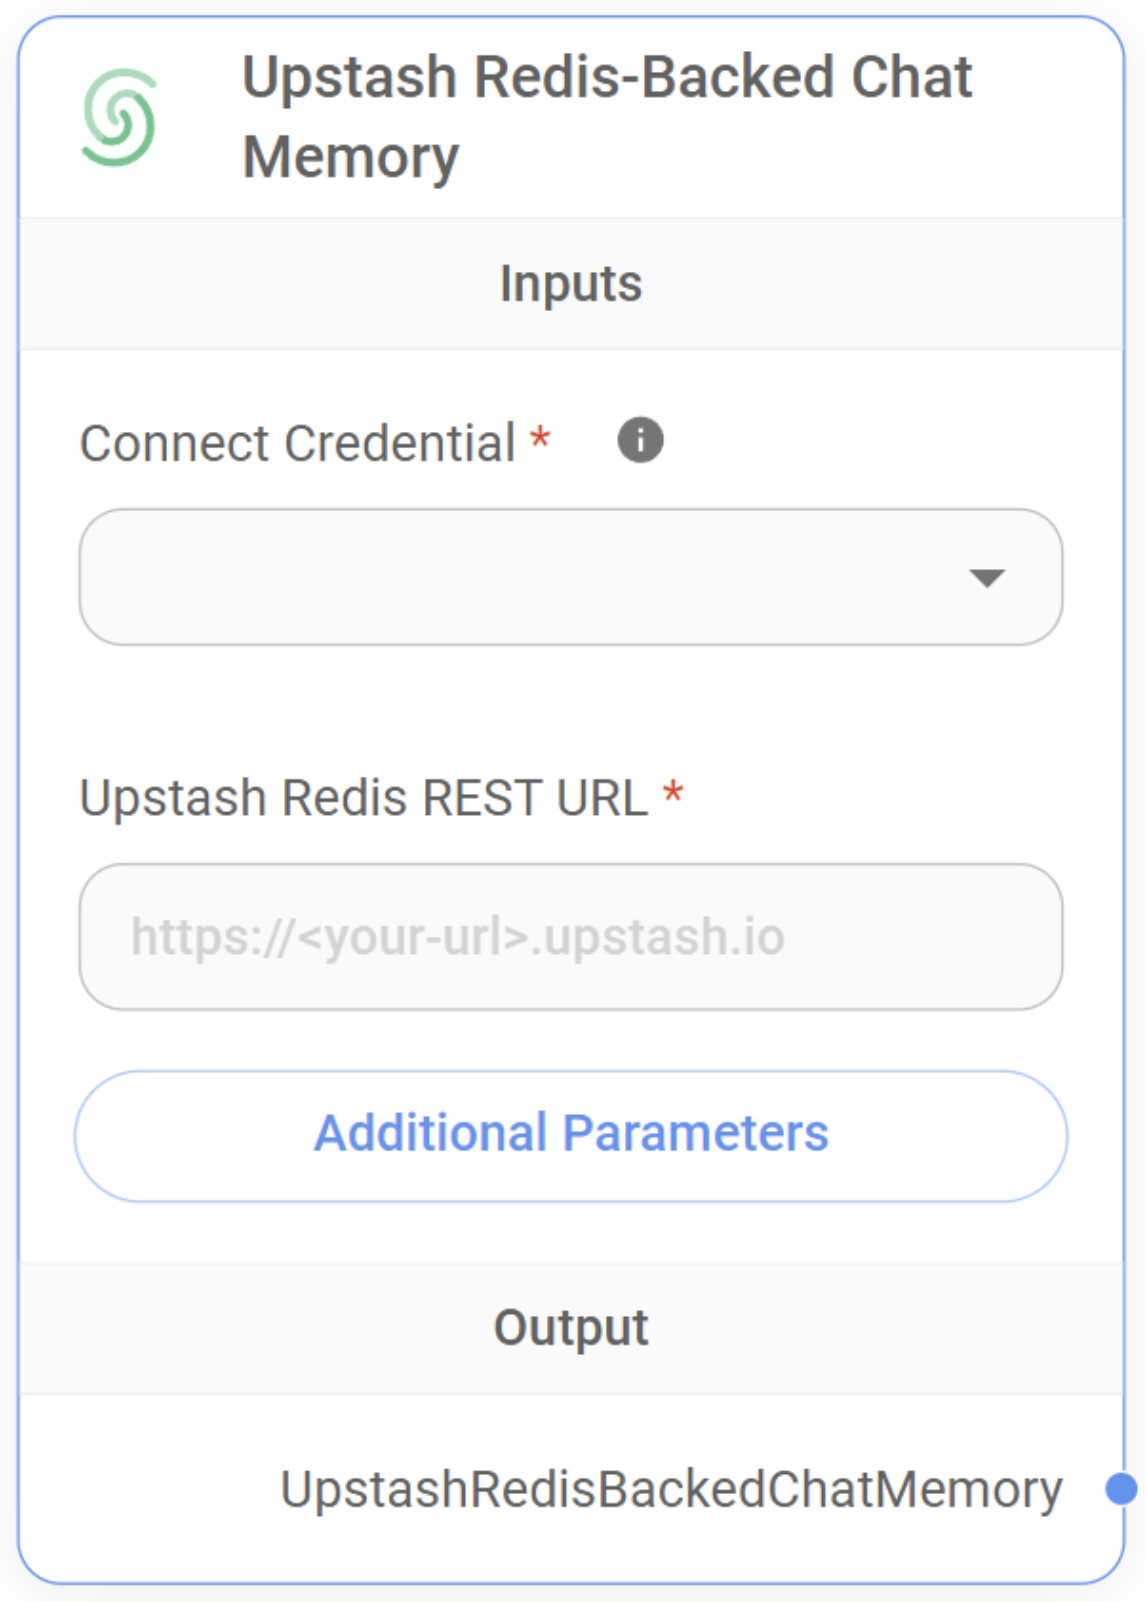 Upstash Redis-Backed Chat
Memory
Inputs
Connect Credential *
Upstash Redis REST URL *
https://<your-url>.upstash.io
Additional Parameters
Output
UpstashRedisBackedChatMemory